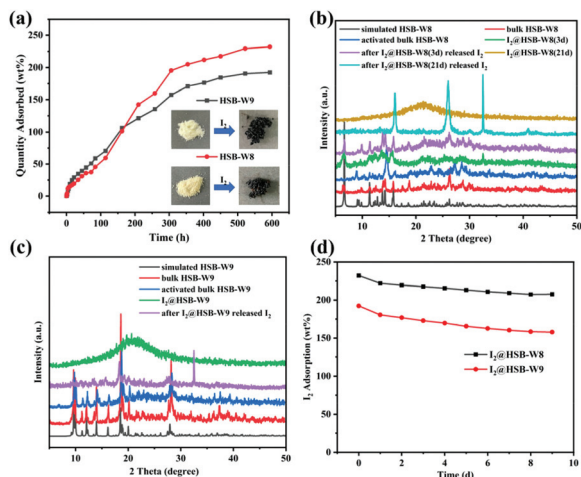 (a)
250
200
150
100
50
0
0 100 200 300 400 500 600 700
Quantity Adsorbed (wt%)
Time (h)
HSB-W9
I₂
HSB-W8
I₂
(b)
simulated HSB-W8
bulk HSB-W8
activated bulk HSB-W8
I₂@HSB-W8(3d)
after I₂@HSB-W8(3d) released I₂
I₂@HSB-W8(21d)
after I₂@HSB-W8(21d) released I₂
Intensity (a.u.)
10 20 30 40 50
2 Theta (degree)
(c)
simulated HSB-W9
bulk HSB-W9
activated bulk HSB-W9
I₂@HSB-W9
after I₂@HSB-W9 released I₂
Intensity (a.u.)
10 20 30 40 50
2 Theta (degree)
(d)
250
200
150
100
50
0
I₂ Adsorption (wt%)
I₂@HSB-W8
I₂@HSB-W9
0 2 4 6 8 10
Time (d)